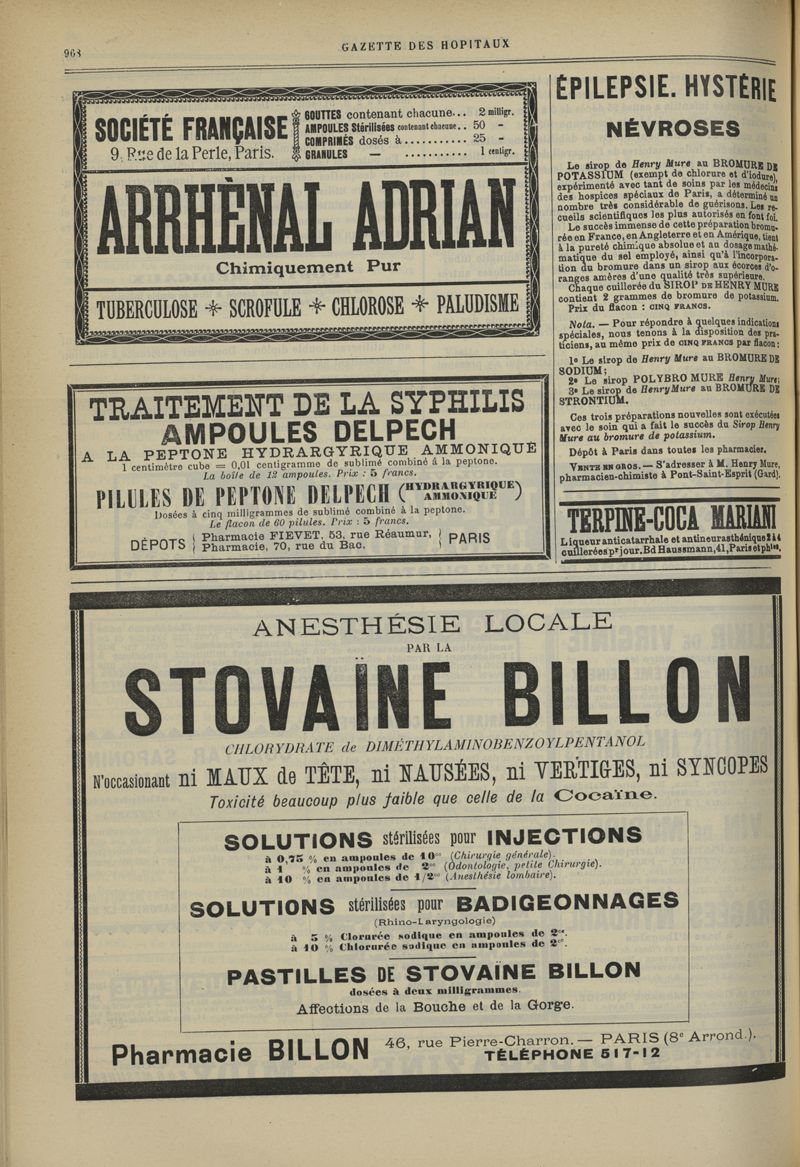 968
GAZETTE DES HOPITAUX
SOCIÉTÉ FRANÇAISE
9, Rue de la Perle, Paris.
GOUTTES contenant chacune... 2 milligr.
AMPOULES Stérilisées contenant chacune.. 50 -
COMPRIMÉS dosés à........... 25 -
GRANULES — ........... 1 centigr.
ARRHÈNAL ADRIAN
Chimiquement Pur
TUBERCULOSE * SCROFULE * CHLOROSE * PALUDISME
TRAITEMENT DE LA SYPHILIS
AMPOULES DELPECH
A LA PEPTONE HYDRARGYRIQUE AMMONIQUE
1 centimètre cube = 0,01 centigramme de sublimé combiné à la peptone.
La boîte de 12 ampoules. Prix : 5 francs.
PILULES DE PEPTONE DELPECH (HYDRARGYRIQUE AMMONIQUE)
Dosées à cinq milligrammes de sublimé combiné à la peptone.
Le flacon de 60 pilules. Prix : 5 francs.
DÉPOTS
Pharmacie FIEVET, 53, rue Réaumur,
Pharmacie, 70, rue du Bac.
PARIS
ÉPILEPSIE. HYSTÉRIE
NÉVROSES
Le sirop de Henry Mure au BROMURE DE
POTASSIUM (exempt de chlorure et d'iodure),
expérimenté avec tant de soins par les médecins
des hospices spéciaux de Paris, a déterminé un
nombre très considérable de guérisons. Les re-
cueils scientifiques les plus autorisés en font foi.
Le succès immense de cette préparation bromu-
rée en France, en Angleterre et en Amérique, tient
à la pureté chimique absolue et au dosage mathé-
matique du sel employé, ainsi qu'à l'incorpora-
tion du bromure dans un sirop aux écorces d'o-
ranges amères d'une qualité très supérieure.
Chaque cuillerée du SIROP DE HENRY MURE
contient 2 grammes de bromure de potassium.
Prix du flacon : CINQ FRANCS.
Nota. — Pour répondre à quelques indications
spéciales, nous tenons à la disposition des pra-
ticiens, au même prix de CINQ FRANCS par flacon :
1º Le sirop de Henry Mure au BROMURE DE
SODIUM;
2º Le sirop POLYBRO MURE Henry Mure;
3º Le sirop de Henry Mure au BROMURE DE
STRONTIUM.
Ces trois préparations nouvelles sont exécutées
avec le soin qui a fait le succès du Sirop Henry
Mure au bromure de potassium.
Dépôt à Paris dans toutes les pharmacies.
VENTE EN GROS. — S'adresser à M. Henry Mure,
pharmacien-chimiste à Pont-Saint-Esprit (Gard).
TERPINE-COCA MARIANI
Liqueur anticatarrhale et antineurasthénique 2 à 4
cuillerées pr jour. Bd Haussmann, 41, Paris et phies.
ANESTHÉSIE LOCALE
PAR LA
STOVAÏNE BILLON
CHLORYDRATE de DIMÉTHYLAMINOBENZOYLPENTANOL
N'occasionant ni MAUX de TÊTE, ni NAUSÉES, ni VERTIGES, ni SYNCOPES
Toxicité beaucoup plus faible que celle de la Cocaïne.
SOLUTIONS stérilisées pour INJECTIONS
à 0,75 % en ampoules de 10cc (Chirurgie générale).
à 1 % en ampoules de 2cc (Odontologie, petite Chirurgie).
à 10 % en ampoules de 1/2cc (Anesthésie lombaire).
SOLUTIONS stérilisées pour BADIGEONNAGES
(Rhino-Laryngologie)
à 5 % Clorurée sodique en ampoules de 2cc.
à 10 % Chlorurée sodique en ampoules de 2cc.
PASTILLES DE STOVAÏNE BILLON
dosées à deux milligrammes.
Affections de la Bouche et de la Gorge.
Pharmacie BILLON
46, rue Pierre-Charron. — PARIS (8e Arrond.).
TÉLÉPHONE 517-12